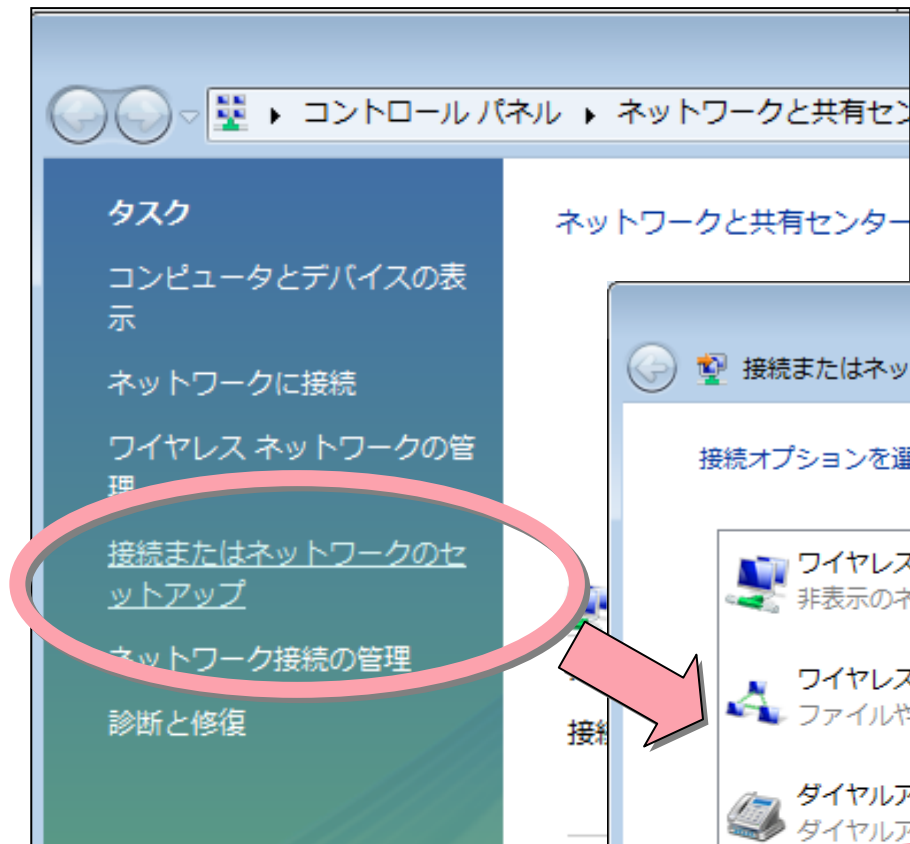 コントロール パネル ネットワークと共有セン
タスク
コンピュータとデバイスの表
示
ネットワークに接続
ワイヤレス ネットワークの管
理
接続またはネットワークのセ
ットアップ
ネットワーク接続の管理
診断と修復
ネットワークと共有センター
接続
接続またはネッ
接続オプションを選
ワイヤレス
非表示のネ
ワイヤレス
ファイルや
ダイヤルア
ダイヤルア